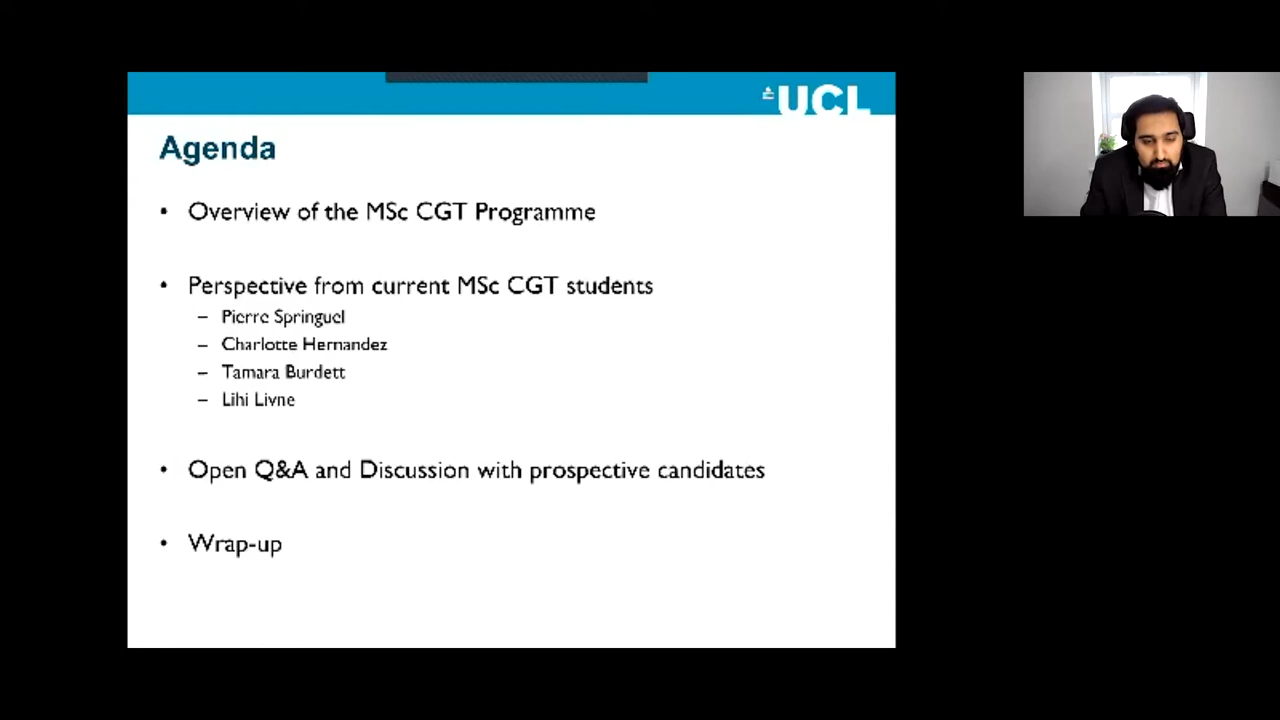 UCL
Agenda
• Overview of the MSc CGT Programme
• Perspective from current MSc CGT students
– Pierre Springuel
– Charlotte Hernandez
– Tamara Burdett
– Lihi Livne
• Open Q&A and Discussion with prospective candidates
• Wrap-up